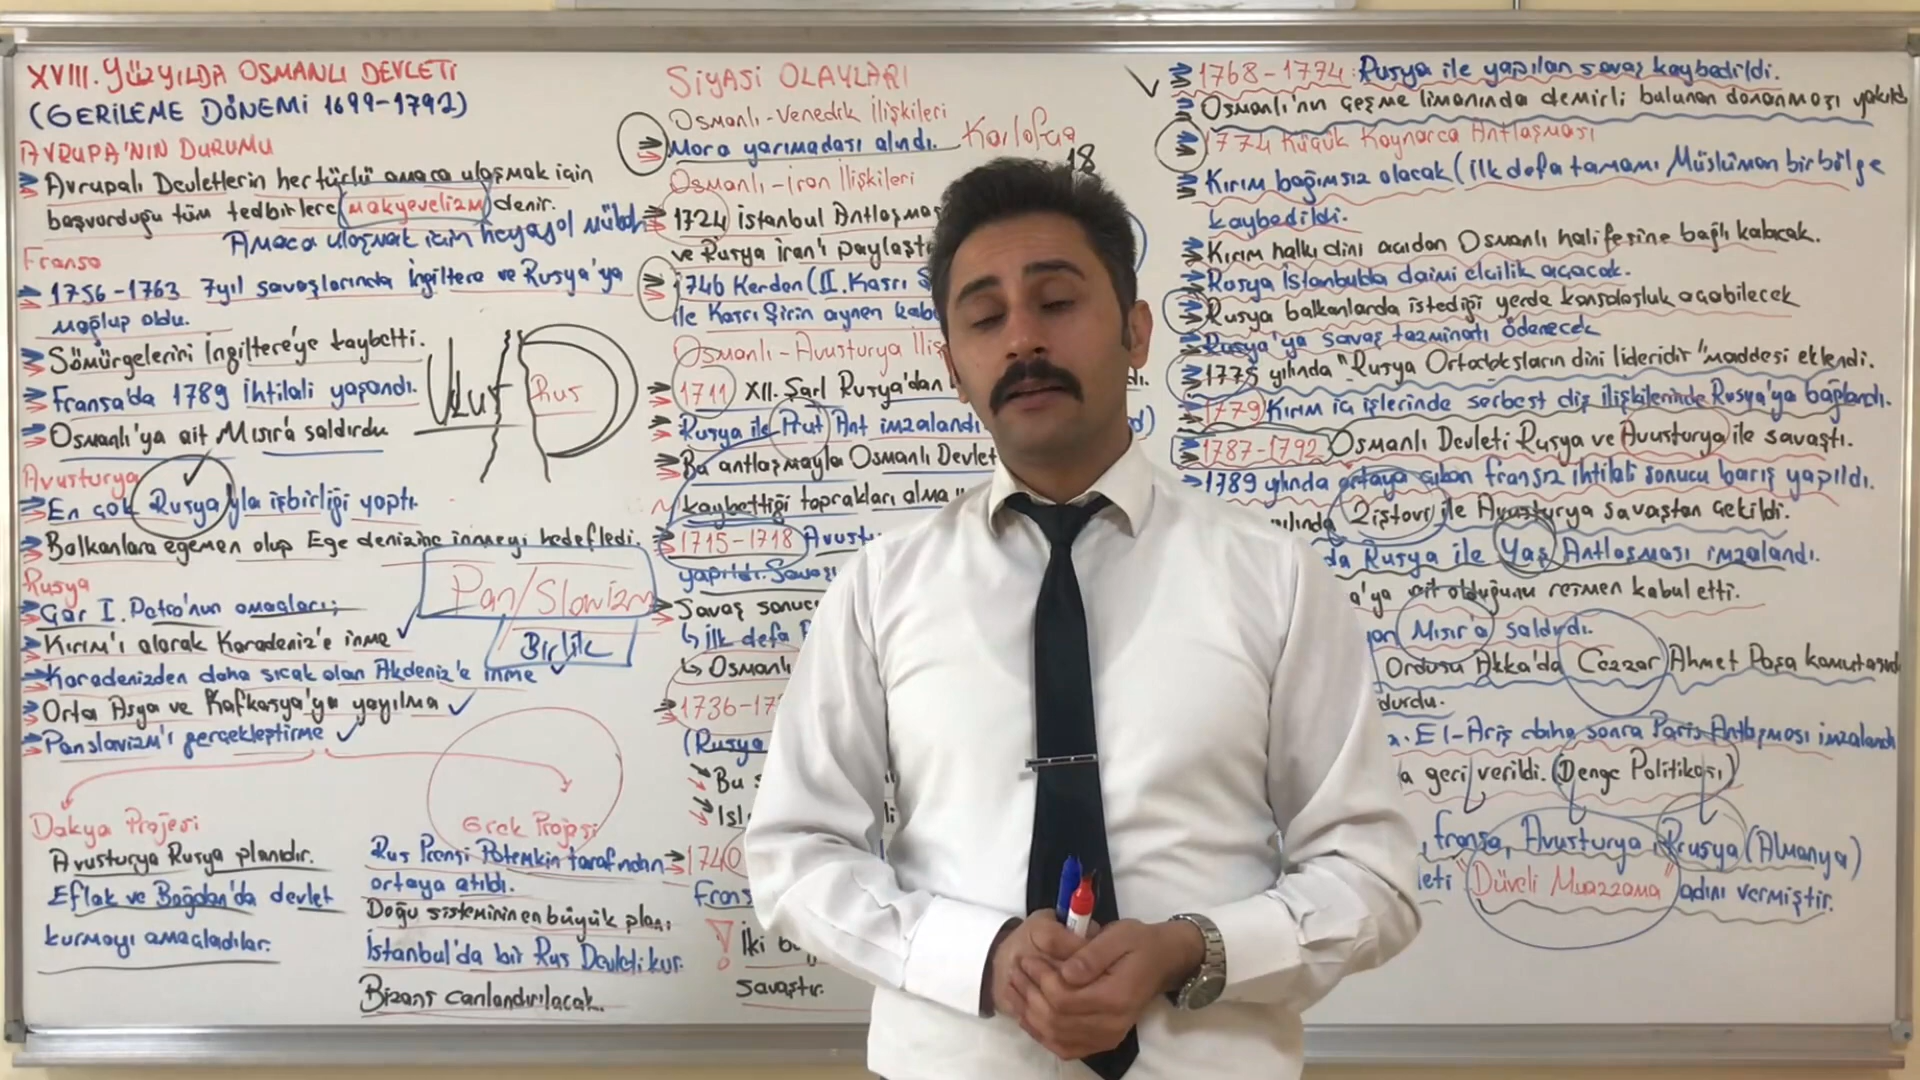 XVIII. YÜZYILDA OSMANLI DEVLETİ
(GERİLEME DÖNEMİ 1699-1792)
AVRUPA'NIN DURUMU
Avrupalı Devletlerin her türlü amaca ulaşmak için
başvurduğu tüm tedbirlere makyevelizm denir.
Amaca ulaşmak için heryol mübah
Fransa
1756-1763 7 yıl savaşlarında İngiltere ve Rusya'ya
mağlup oldu.
Sömürgelerini İngiltere'ye kaybetti.
Fransa'da 1789 İhtilali yaşandı.
Osmanlı'ya ait Mısır'a saldırdı
Ulus
Rus
Avusturya
En çok Rusya'yla işbirliği yaptı.
Balkanlara egemen olup Ege denizine inmeyi hedefledi.
Rusya
Çar I. Petro'nun amaçları;
Kırım'ı alarak Karadeniz'e inme
Karadenizden daha sıcak olan Akdeniz'e inme
Orta Asya ve Kafkasya'ya yayılma
Panslavizm'i gerçekleştirme
Pan/Slavizm
Birlik
Dakya Projesi
Avusturya Rusya planıdır.
Eflak ve Boğdan'da devlet
kurmayı amaçladılar.
Grek Projesi
Rus Prensi Potemkin tarafından
ortaya atıldı.
Doğu sisteminin en büyük planı
İstanbul'da bir Rus Devleti kur.
Bizans canlandırılacak.
SİYASİ OLAYLARI
Osmanlı-Venedik İlişkileri
Mora yarımadası alındı. Karlofça
18
Osmanlı-İran İlişkileri
1724 İstanbul Antlaşmas
ve Rusya İran'ı paylaştı
1746 Kerden (II. Kasrı Ş
ile Kasrı Şirin aynen kabu
Osmanlı-Avusturya İliş
1711 XII. Şarl Rusya'dan
Rusya ile Prut Ant imzalandı
Bu antlaşmayla Osmanlı Devlet
kaybettiği toprakları alma
1715-1718 Avustu
yapıldı. Savaşı
Savaş sonuc
İlk defa
Osmanlı
1736-17
(Rusya
Bu
Isl
1740
Frans
! İki
savaştır.
1768-1774: Rusya ile yapılan savaş kaybedildi.
Osmanlı'nın Çeşme limanında demirli bulunan donanması yakıldı
1774 Küçük Kaynarca Antlaşması
Kırım bağımsız olacak (ilk defa tamamı Müslüman bir bölge
kaybedildi.
Kırım halkı dini açıdan Osmanlı halifesine bağlı kalacak.
Rusya İstanbulda daimi elçilik açacak.
Rusya balkanlarda istediği yerde konsolosluk açabilecek
Rusya'ya savaş tazminatı ödenecek
1775 yılında "Rusya Ortodoksların dini lideridir" maddesi eklendi.
1779 Kırım iç işlerinde serbest dış ilişkilerinde Rusya'ya bağlandı.
1787-1792 Osmanlı Devleti Rusya ve Avusturya ile savaştı.
1789 yılında ortaya çıkan fransız ihtilali sonucu barış yapıldı.
yılında Ziştovi ile Avusturya savaştan çekildi.
da Rusya ile Yaş Antlaşması imzalandı.
a'ya ait olduğunu resmen kabul etti.
Mısır'a saldırdı.
Ordusu Akka'da Cezzar Ahmet Paşa komutasınd
durdu.
El-Ariş daha sonra Paris Antlaşması imzalandı
a geri verildi. (Denge Politikası)
, fransa, Avusturya, Prusya (Almanya)
leti "Düveli Muazzama" adını vermiştir.